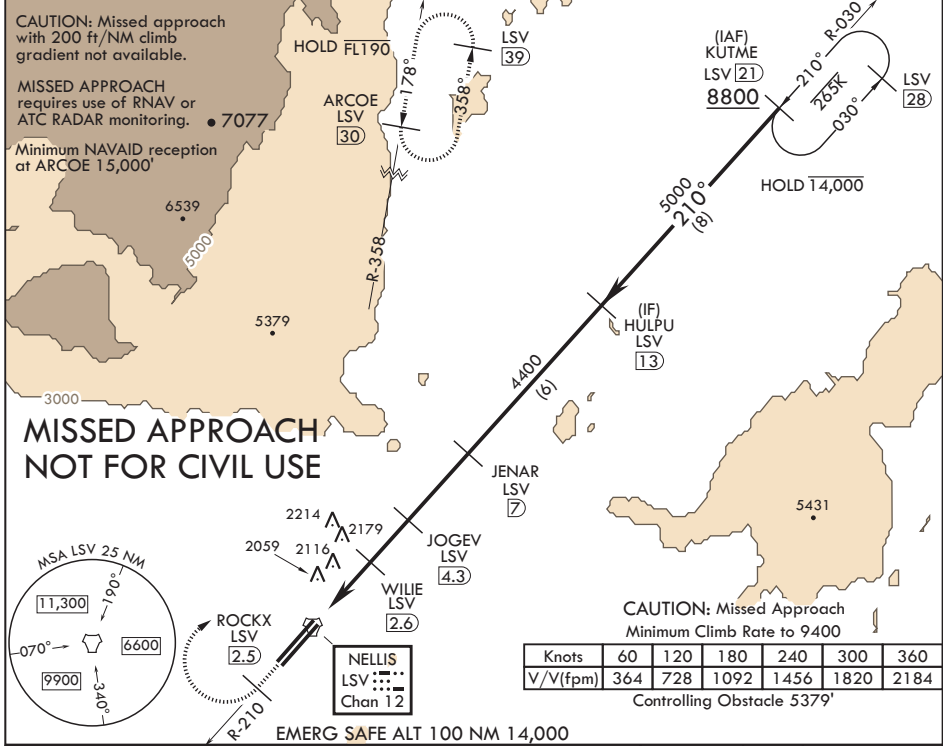 CAUTION: Missed approach
with 200 ft/NM climb
gradient not available.
MISSED APPROACH
requires use of RNAV or
ATC RADAR monitoring.
Minimum NAVAID reception
at ARCOE 15,000'
7077
6539
5000
5379
3000
HOLD FL190
178°
358°
LSV
39
ARCOE
LSV
30
R-358
(IAF)
KUTME
LSV 21
8800
R-030
210°
265K
030°
LSV
28
HOLD 14,000
5000
210°
(8)
(IF)
HULPU
LSV
13
4400
(6)
JENAR
LSV
7
JOGEV
LSV
4.3
WILIE
LSV
2.6
5431
MISSED APPROACH
NOT FOR CIVIL USE
2214
2179
2116
2059
MSA LSV 25 NM
190°
11,300
070°
6600
9900
340°
ROCKX
LSV
2.5
R-210
NELLIS
LSV
Chan 12
CAUTION: Missed Approach
Minimum Climb Rate to 9400
Knots 60 120 180 240 300 360
V/V(fpm) 364 728 1092 1456 1820 2184
Controlling Obstacle 5379'
EMERG SAFE ALT 100 NM 14,000